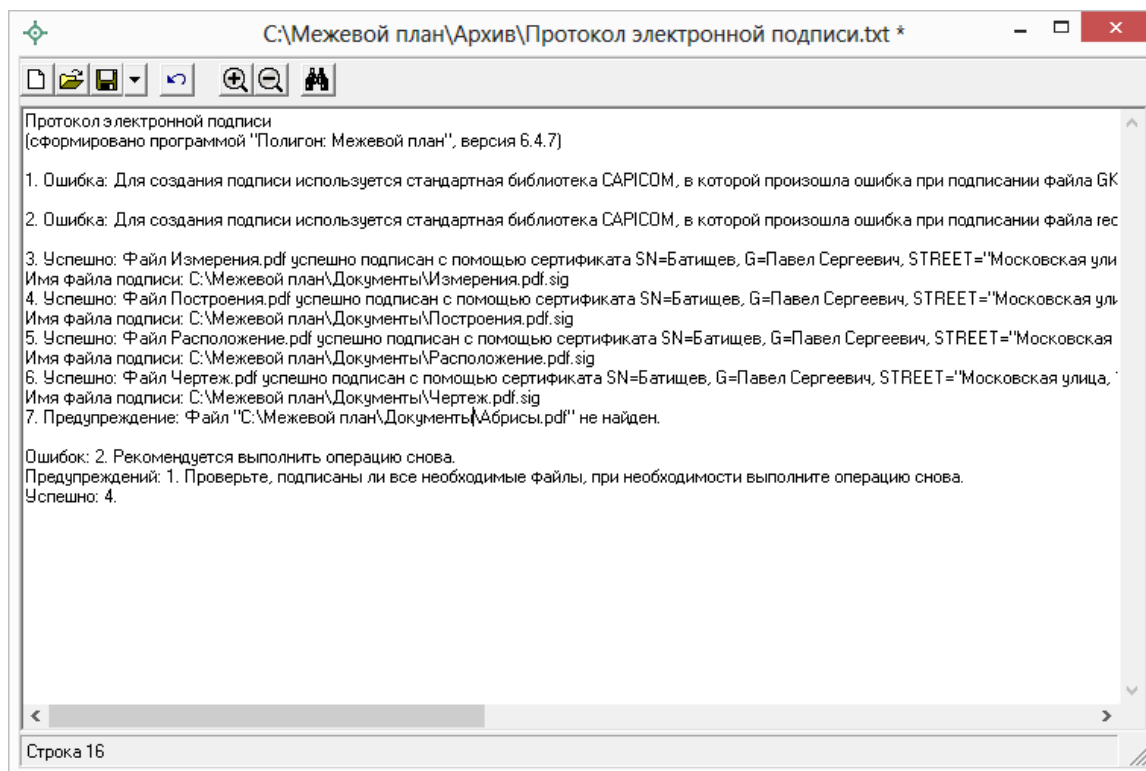 C:\Межевой план\Архив\Протокол электронной подписи.txt *
Протокол электронной подписи
(сформировано программой "Полигон: Межевой план", версия 6.4.7)
1. Ошибка: Для создания подписи используется стандартная библиотека CAPICOM, в которой произошла ошибка при подписании файла GK
2. Ошибка: Для создания подписи используется стандартная библиотека CAPICOM, в которой произошла ошибка при подписании файла rec
3. Успешно: Файл Измерения.pdf успешно подписан с помощью сертификата SN=Батищев, G=Павел Сергеевич, STREET="Московская ули
Имя файла подписи: C:\Межевой план\Документы\Измерения.pdf.sig
4. Успешно: Файл Построения.pdf успешно подписан с помощью сертификата SN=Батищев, G=Павел Сергеевич, STREET="Московская ули
Имя файла подписи: C:\Межевой план\Документы\Построения.pdf.sig
5. Успешно: Файл Расположение.pdf успешно подписан с помощью сертификата SN=Батищев, G=Павел Сергеевич, STREET="Московская
Имя файла подписи: C:\Межевой план\Документы\Расположение.pdf.sig
6. Успешно: Файл Чертеж.pdf успешно подписан с помощью сертификата SN=Батищев, G=Павел Сергеевич, STREET="Московская улица,
Имя файла подписи: C:\Межевой план\Документы\Чертеж.pdf.sig
7. Предупреждение: Файл "C:\Межевой план\Документы\Абрисы.pdf" не найден.
Ошибок: 2. Рекомендуется выполнить операцию снова.
Предупреждений: 1. Проверьте, подписаны ли все необходимые файлы, при необходимости выполните операцию снова.
Успешно: 4.
Строка 16